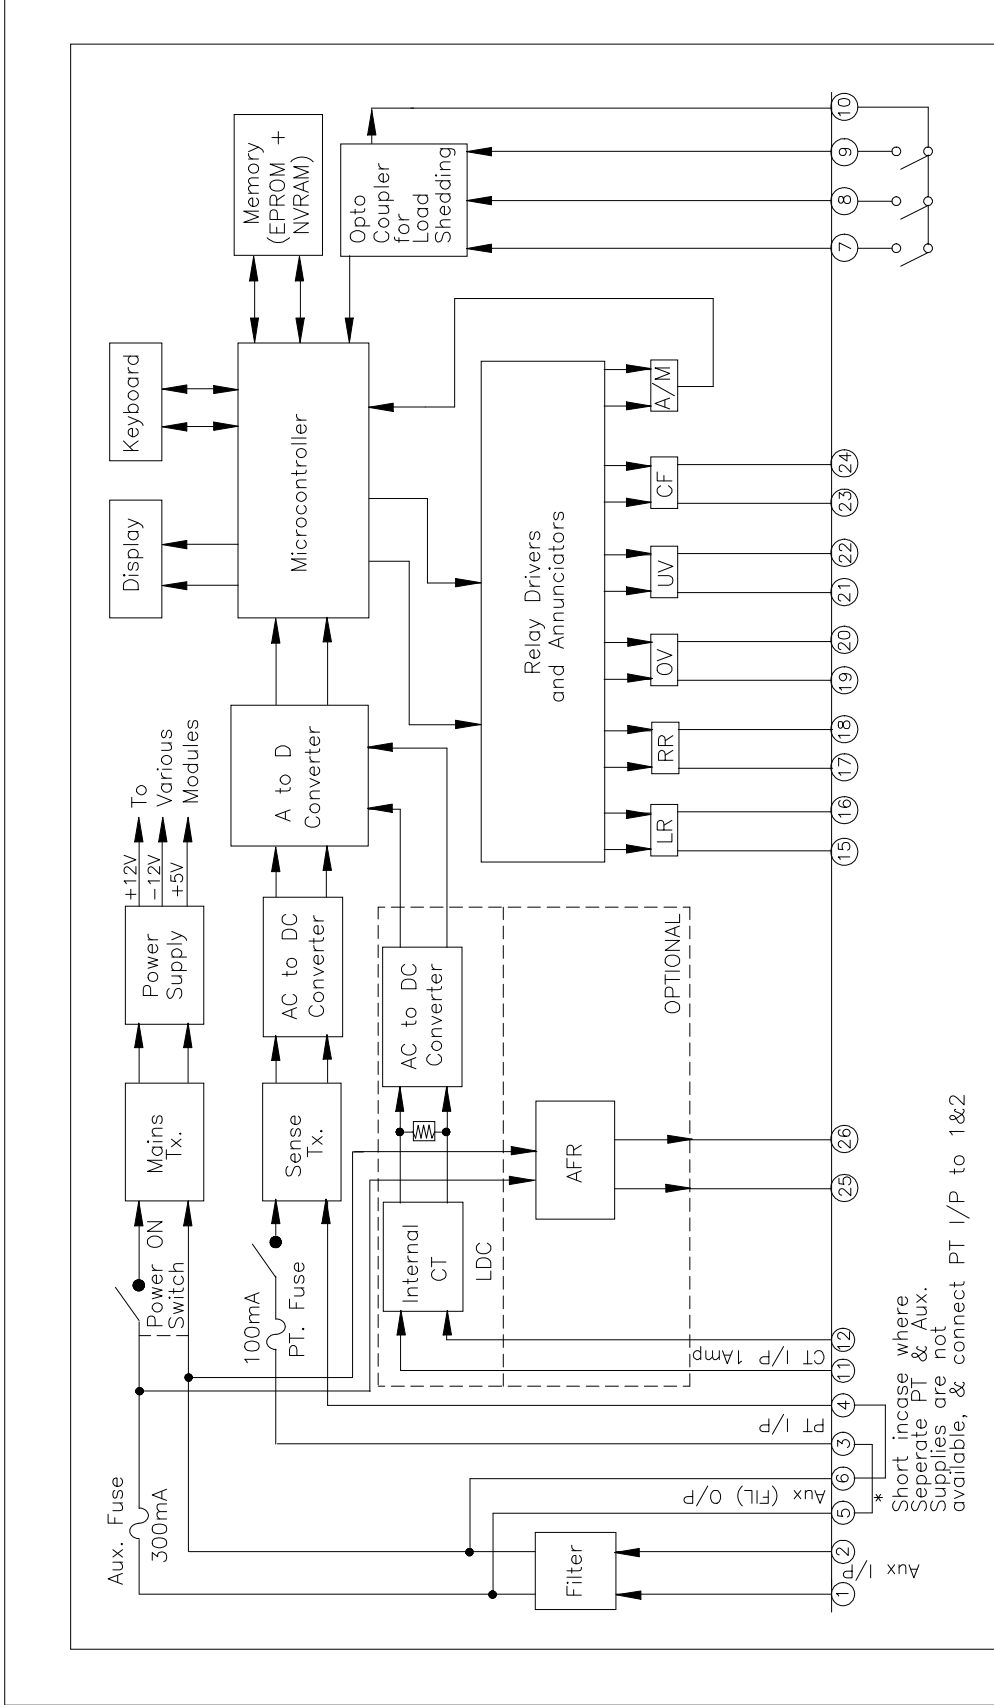 Aux. Fuse
300mA
Power ON
Switch
Mains
Tx.
Power
Supply
+12V
-12V
+5V
To
Various
Modules
Display
Keyboard
Memory
(EPROM +
NVRAM)
100mA
PT. Fuse
Sense
Tx.
AC to DC
Converter
A to D
Converter
Microcontroller
Opto
Coupler
for
Load
Shedding
Internal
CT
LDC
AC to DC
Converter
AFR
OPTIONAL
Relay Drivers
and Annunciators
LR
RR
OV
UV
CF
A/M
Filter
Aux (FIL) O/P
PT I/P
CT I/P 1Amp
1
2
5
6
3
4
11
12
25
26
15
16
17
18
19
20
21
22
23
24
7
8
9
10
Aux I/P
*
Short incase where
Seperate PT & Aux.
Supplies are not
available, & connect PT I/P to 1&2